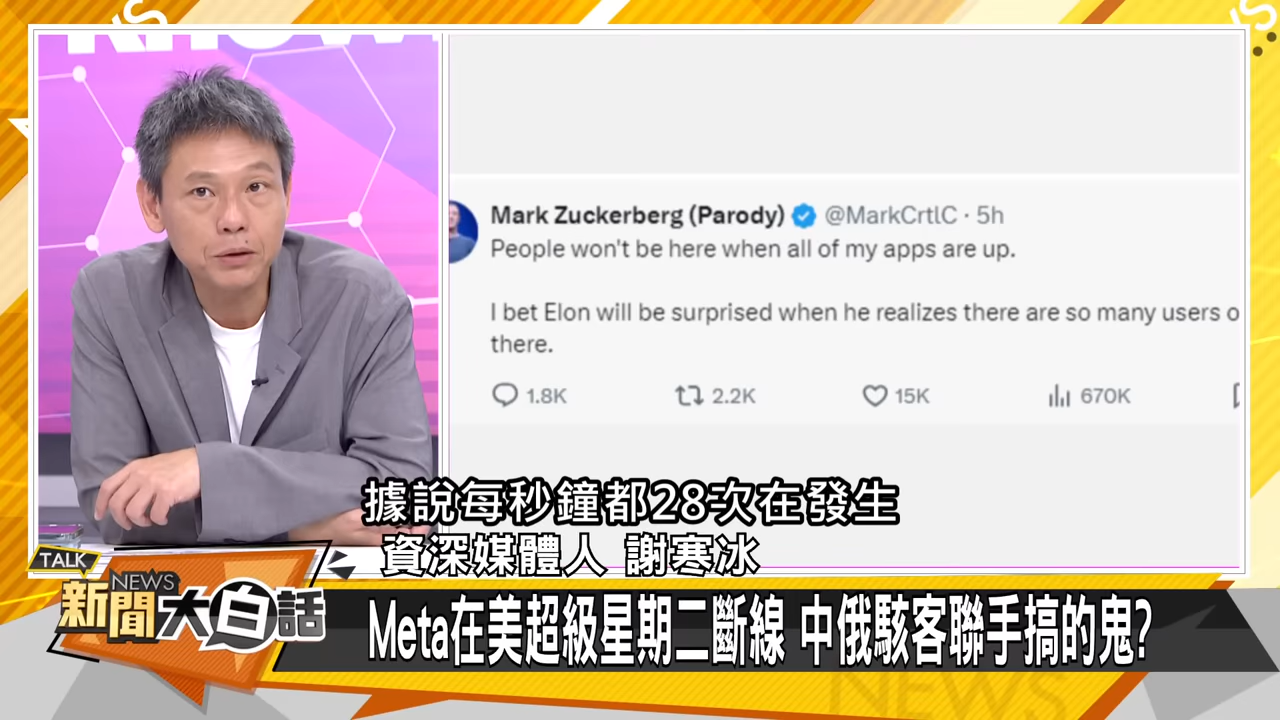 Mark Zuckerberg (Parody) @MarkCrtlC · 5h
People won't be here when all of my apps are up.
I bet Elon will be surprised when he realizes there are so many users o
there.
1.8K 2.2K 15K 670K
據說每秒鐘都28次在發生
資深媒體人 謝寒冰
TALK
NEWS
新聞大白話
Meta在美超級星期二斷線 中俄駭客聯手搞的鬼?
NEWS